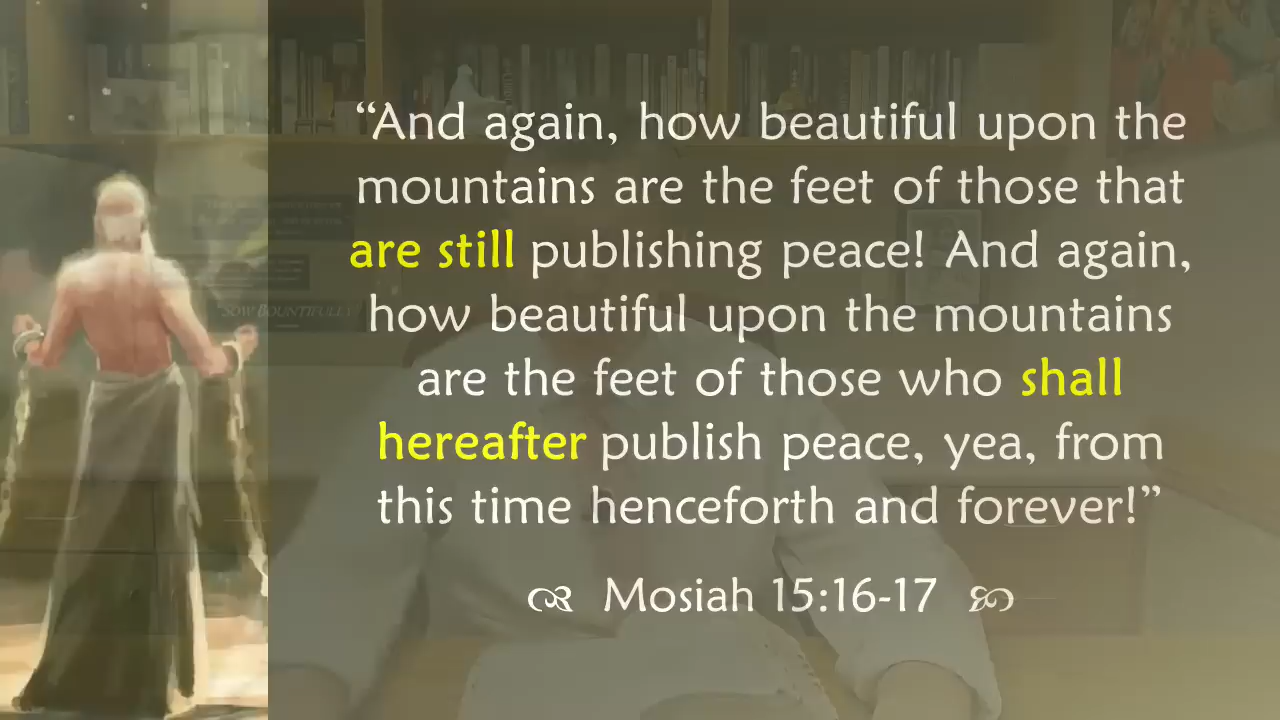 “And again, how beautiful upon the
mountains are the feet of those that
are still publishing peace! And again,
how beautiful upon the mountains
are the feet of those who shall
hereafter publish peace, yea, from
this time henceforth and forever!”
Mosiah 15:16-17
"SOW BOUNTIFULLY"